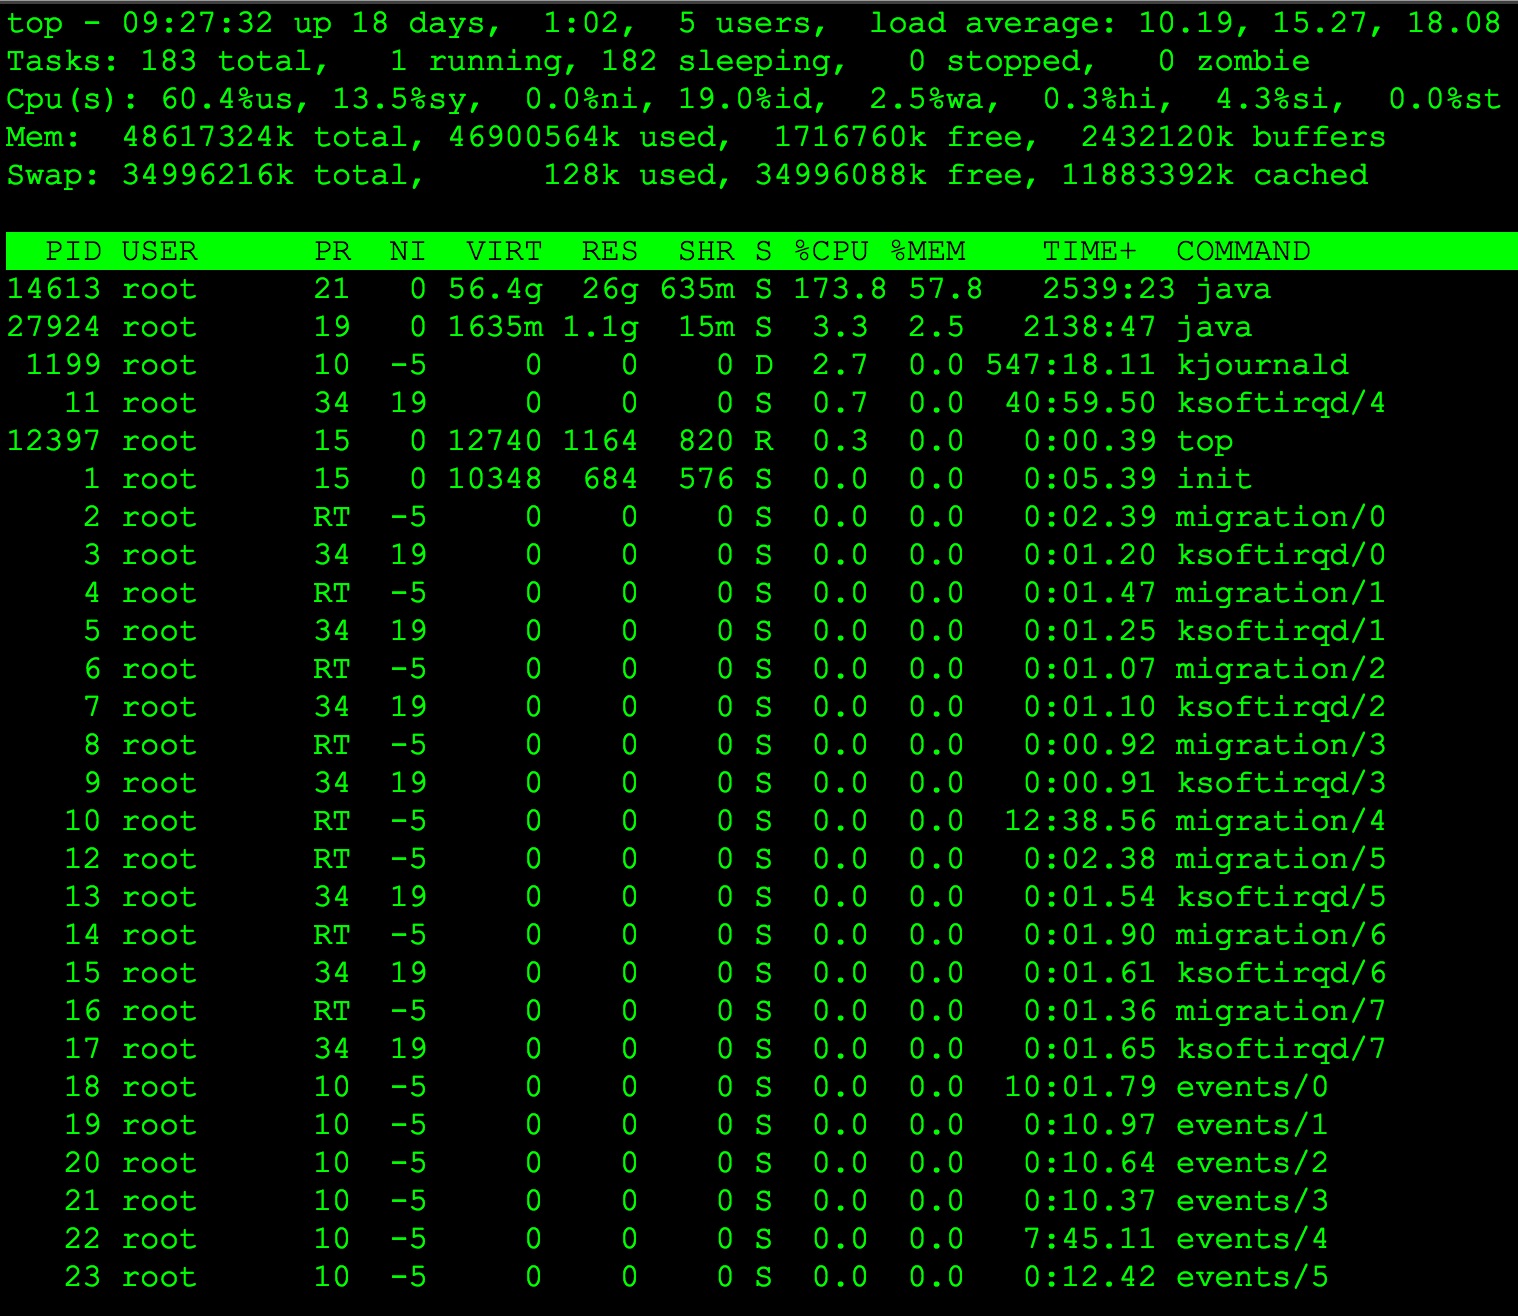 top - 09:27:32 up 18 days,  1:02,  5 users,  load average: 10.19, 15.27, 18.08
Tasks: 183 total,   1 running, 182 sleeping,   0 stopped,   0 zombie
Cpu(s): 60.4%us, 13.5%sy,  0.0%ni, 19.0%id,  2.5%wa,  0.3%hi,  4.3%si,  0.0%st
Mem:  48617324k total, 46900564k used,  1716760k free,  2432120k buffers
Swap: 34996216k total,      128k used, 34996088k free, 11883392k cached
  PID USER      PR  NI  VIRT  RES  SHR S %CPU %MEM    TIME+  COMMAND
14613 root      21   0 56.4g  26g 635m S 173.8 57.8   2539:23 java
27924 root      19   0 1635m 1.1g  15m S  3.3  2.5   2138:47 java
 1199 root      10  -5     0    0    0 D  2.7  0.0 547:18.11 kjournald
   11 root      34  19     0    0    0 S  0.7  0.0  40:59.50 ksoftirqd/4
12397 root      15   0 12740 1164  820 R  0.3  0.0   0:00.39 top
    1 root      15   0 10348  684  576 S  0.0  0.0   0:05.39 init
    2 root      RT  -5     0    0    0 S  0.0  0.0   0:02.39 migration/0
    3 root      34  19     0    0    0 S  0.0  0.0   0:01.20 ksoftirqd/0
    4 root      RT  -5     0    0    0 S  0.0  0.0   0:01.47 migration/1
    5 root      34  19     0    0    0 S  0.0  0.0   0:01.25 ksoftirqd/1
    6 root      RT  -5     0    0    0 S  0.0  0.0   0:01.07 migration/2
    7 root      34  19     0    0    0 S  0.0  0.0   0:01.10 ksoftirqd/2
    8 root      RT  -5     0    0    0 S  0.0  0.0   0:00.92 migration/3
    9 root      34  19     0    0    0 S  0.0  0.0   0:00.91 ksoftirqd/3
   10 root      RT  -5     0    0    0 S  0.0  0.0  12:38.56 migration/4
   12 root      RT  -5     0    0    0 S  0.0  0.0   0:02.38 migration/5
   13 root      34  19     0    0    0 S  0.0  0.0   0:01.54 ksoftirqd/5
   14 root      RT  -5     0    0    0 S  0.0  0.0   0:01.90 migration/6
   15 root      34  19     0    0    0 S  0.0  0.0   0:01.61 ksoftirqd/6
   16 root      RT  -5     0    0    0 S  0.0  0.0   0:01.36 migration/7
   17 root      34  19     0    0    0 S  0.0  0.0   0:01.65 ksoftirqd/7
   18 root      10  -5     0    0    0 S  0.0  0.0  10:01.79 events/0
   19 root      10  -5     0    0    0 S  0.0  0.0   0:10.97 events/1
   20 root      10  -5     0    0    0 S  0.0  0.0   0:10.64 events/2
   21 root      10  -5     0    0    0 S  0.0  0.0   0:10.37 events/3
   22 root      10  -5     0    0    0 S  0.0  0.0   7:45.11 events/4
   23 root      10  -5     0    0    0 S  0.0  0.0   0:12.42 events/5